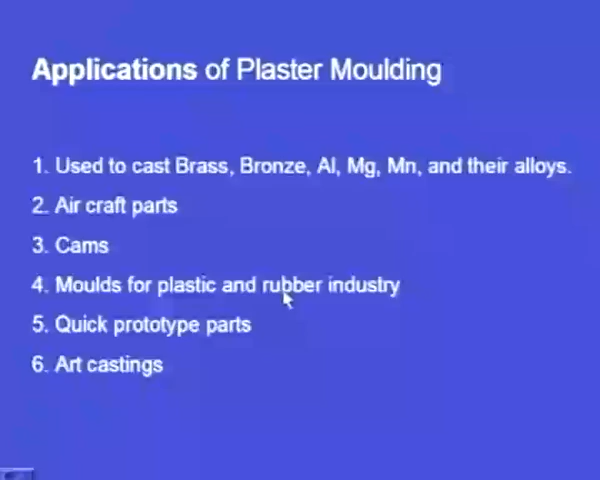 Applications of Plaster Moulding
1. Used to cast Brass, Bronze, Al, Mg, Mn, and their alloys.
2. Air craft parts
3. Cams
4. Moulds for plastic and rubber industry
5. Quick prototype parts
6. Art castings